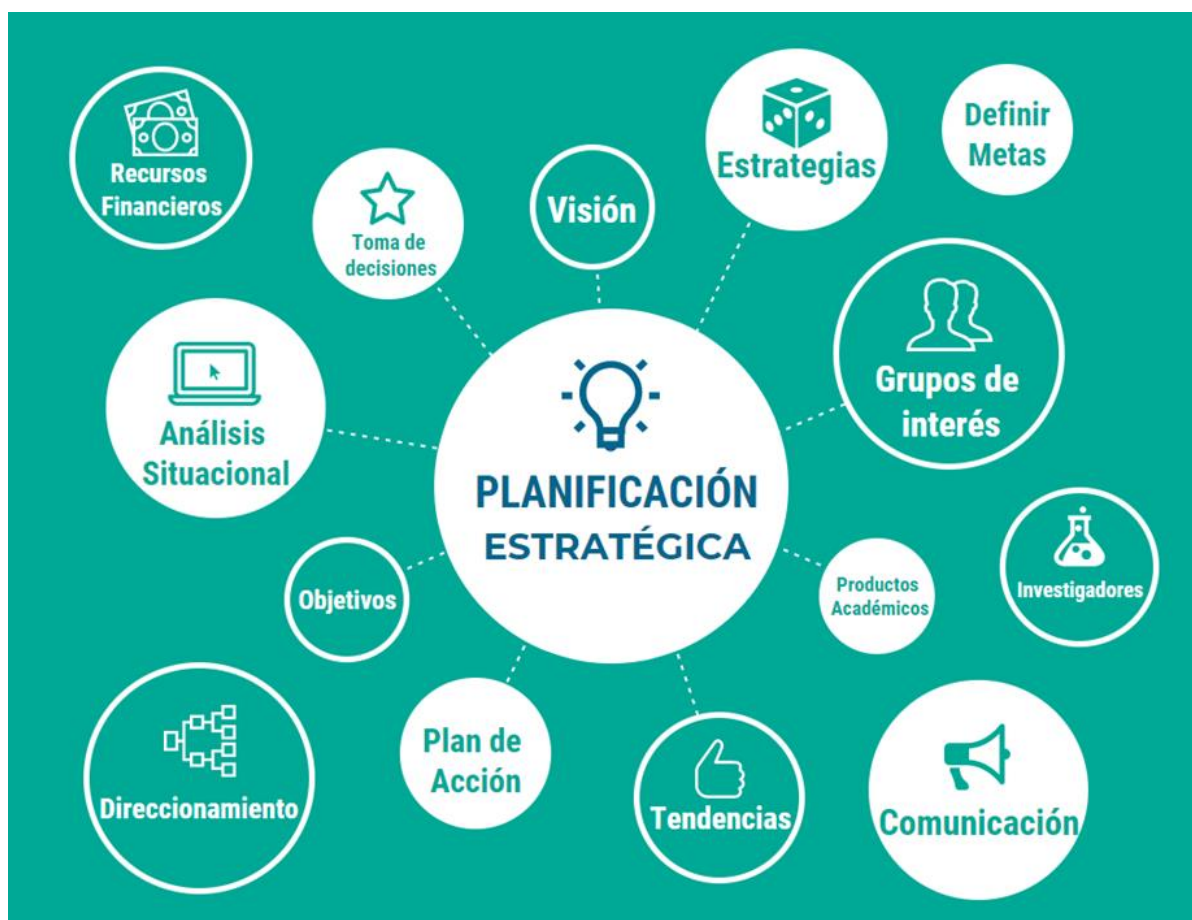 Recursos
Financieros
Toma de
decisiones
Visión
Estrategias
Definir
Metas
Análisis
Situacional
PLANIFICACIÓN
ESTRATÉGICA
Grupos de
interés
Objetivos
Productos
Académicos
Investigadores
Direccionamiento
Plan de
Acción
Tendencias
Comunicación